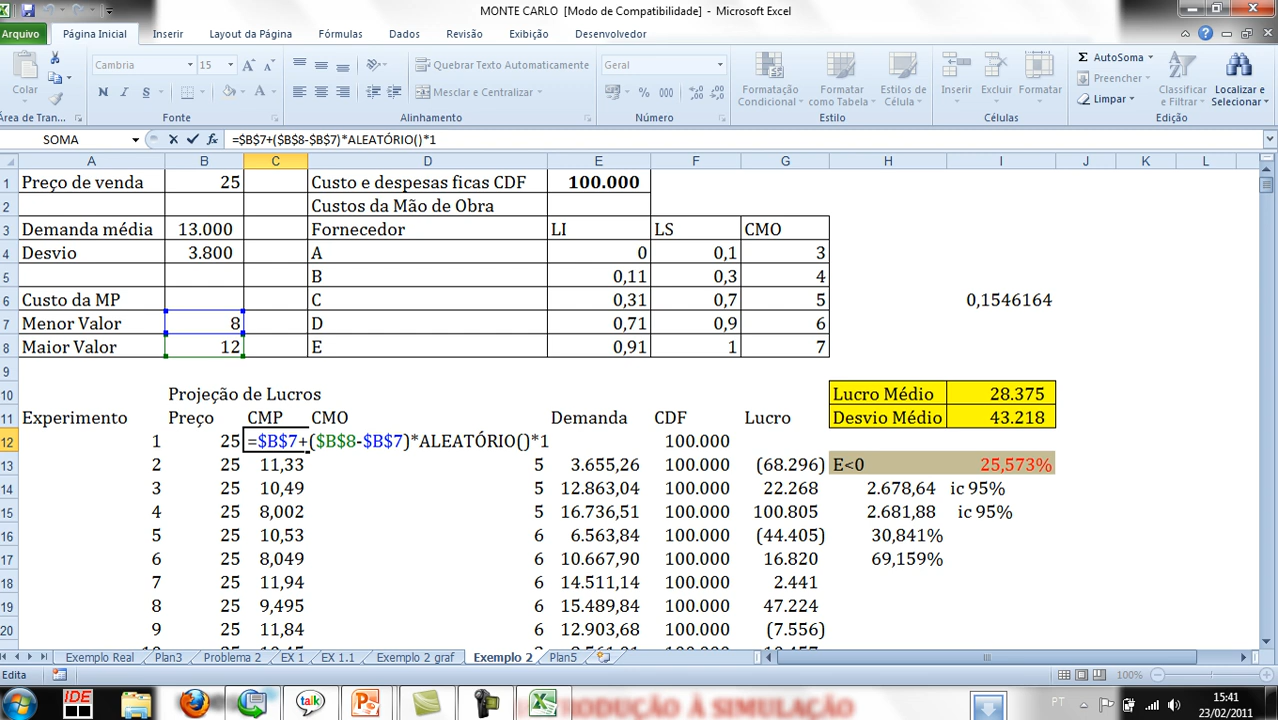 MONTE CARLO [Modo de Compatibilidade] - Microsoft Excel
Arquivo Página Inicial Inserir Layout da Página Fórmulas Dados Revisão Exibição Desenvolvedor
Colar Cambria 15 Quebrar Texto Automaticamente Geral Formatação Condicional Formatar como Tabela Estilos de Célula Inserir Excluir Formatar AutoSoma Preencher Limpar Classificar e Filtrar Localizar e Selecionar
N I S Mesclar e Centralizar % 000
Área de Tran... Fonte Alinhamento Número Estilo Células Edição
SOMA =$B$7+($B$8-$B$7)*ALEATÓRIO()*1
A B C D E F G H I J K L
1 Preço de venda 25 Custo e despesas ficas CDF 100.000
2 Custos da Mão de Obra
3 Demanda média 13.000 Fornecedor LI LS CMO
4 Desvio 3.800 A 0 0,1 3
5 B 0,11 0,3 4
6 Custo da MP C 0,31 0,7 5 0,1546164
7 Menor Valor 8 D 0,71 0,9 6
8 Maior Valor 12 E 0,91 1 7
9
10 Projeção de Lucros Lucro Médio 28.375
11 Experimento Preço CMP CMO Demanda CDF Lucro Desvio Médio 43.218
12 1 25 =$B$7+($B$8-$B$7)*ALEATÓRIO()*1 100.000
13 2 25 11,33 5 3.655,26 100.000 (68.296) E<0 25,573%
14 3 25 10,49 5 12.863,04 100.000 22.268 2.678,64 ic 95%
15 4 25 8,002 5 16.736,51 100.000 100.805 2.681,88 ic 95%
16 5 25 10,53 6 6.563,84 100.000 (44.405) 30,841%
17 6 25 8,049 6 10.667,90 100.000 16.820 69,159%
18 7 25 11,94 6 14.511,14 100.000 2.441
19 8 25 9,495 6 15.489,84 100.000 47.224
20 9 25 11,84 6 12.903,68 100.000 (7.556)
Exemplo Real Plan3 Problema 2 EX 1 EX 1.1 Exemplo 2 graf Exemplo 2 Plan5
Edita 100%
IDE talk INTRODUÇÃO À SIMULAÇÃO PT 15:41
23/02/2011